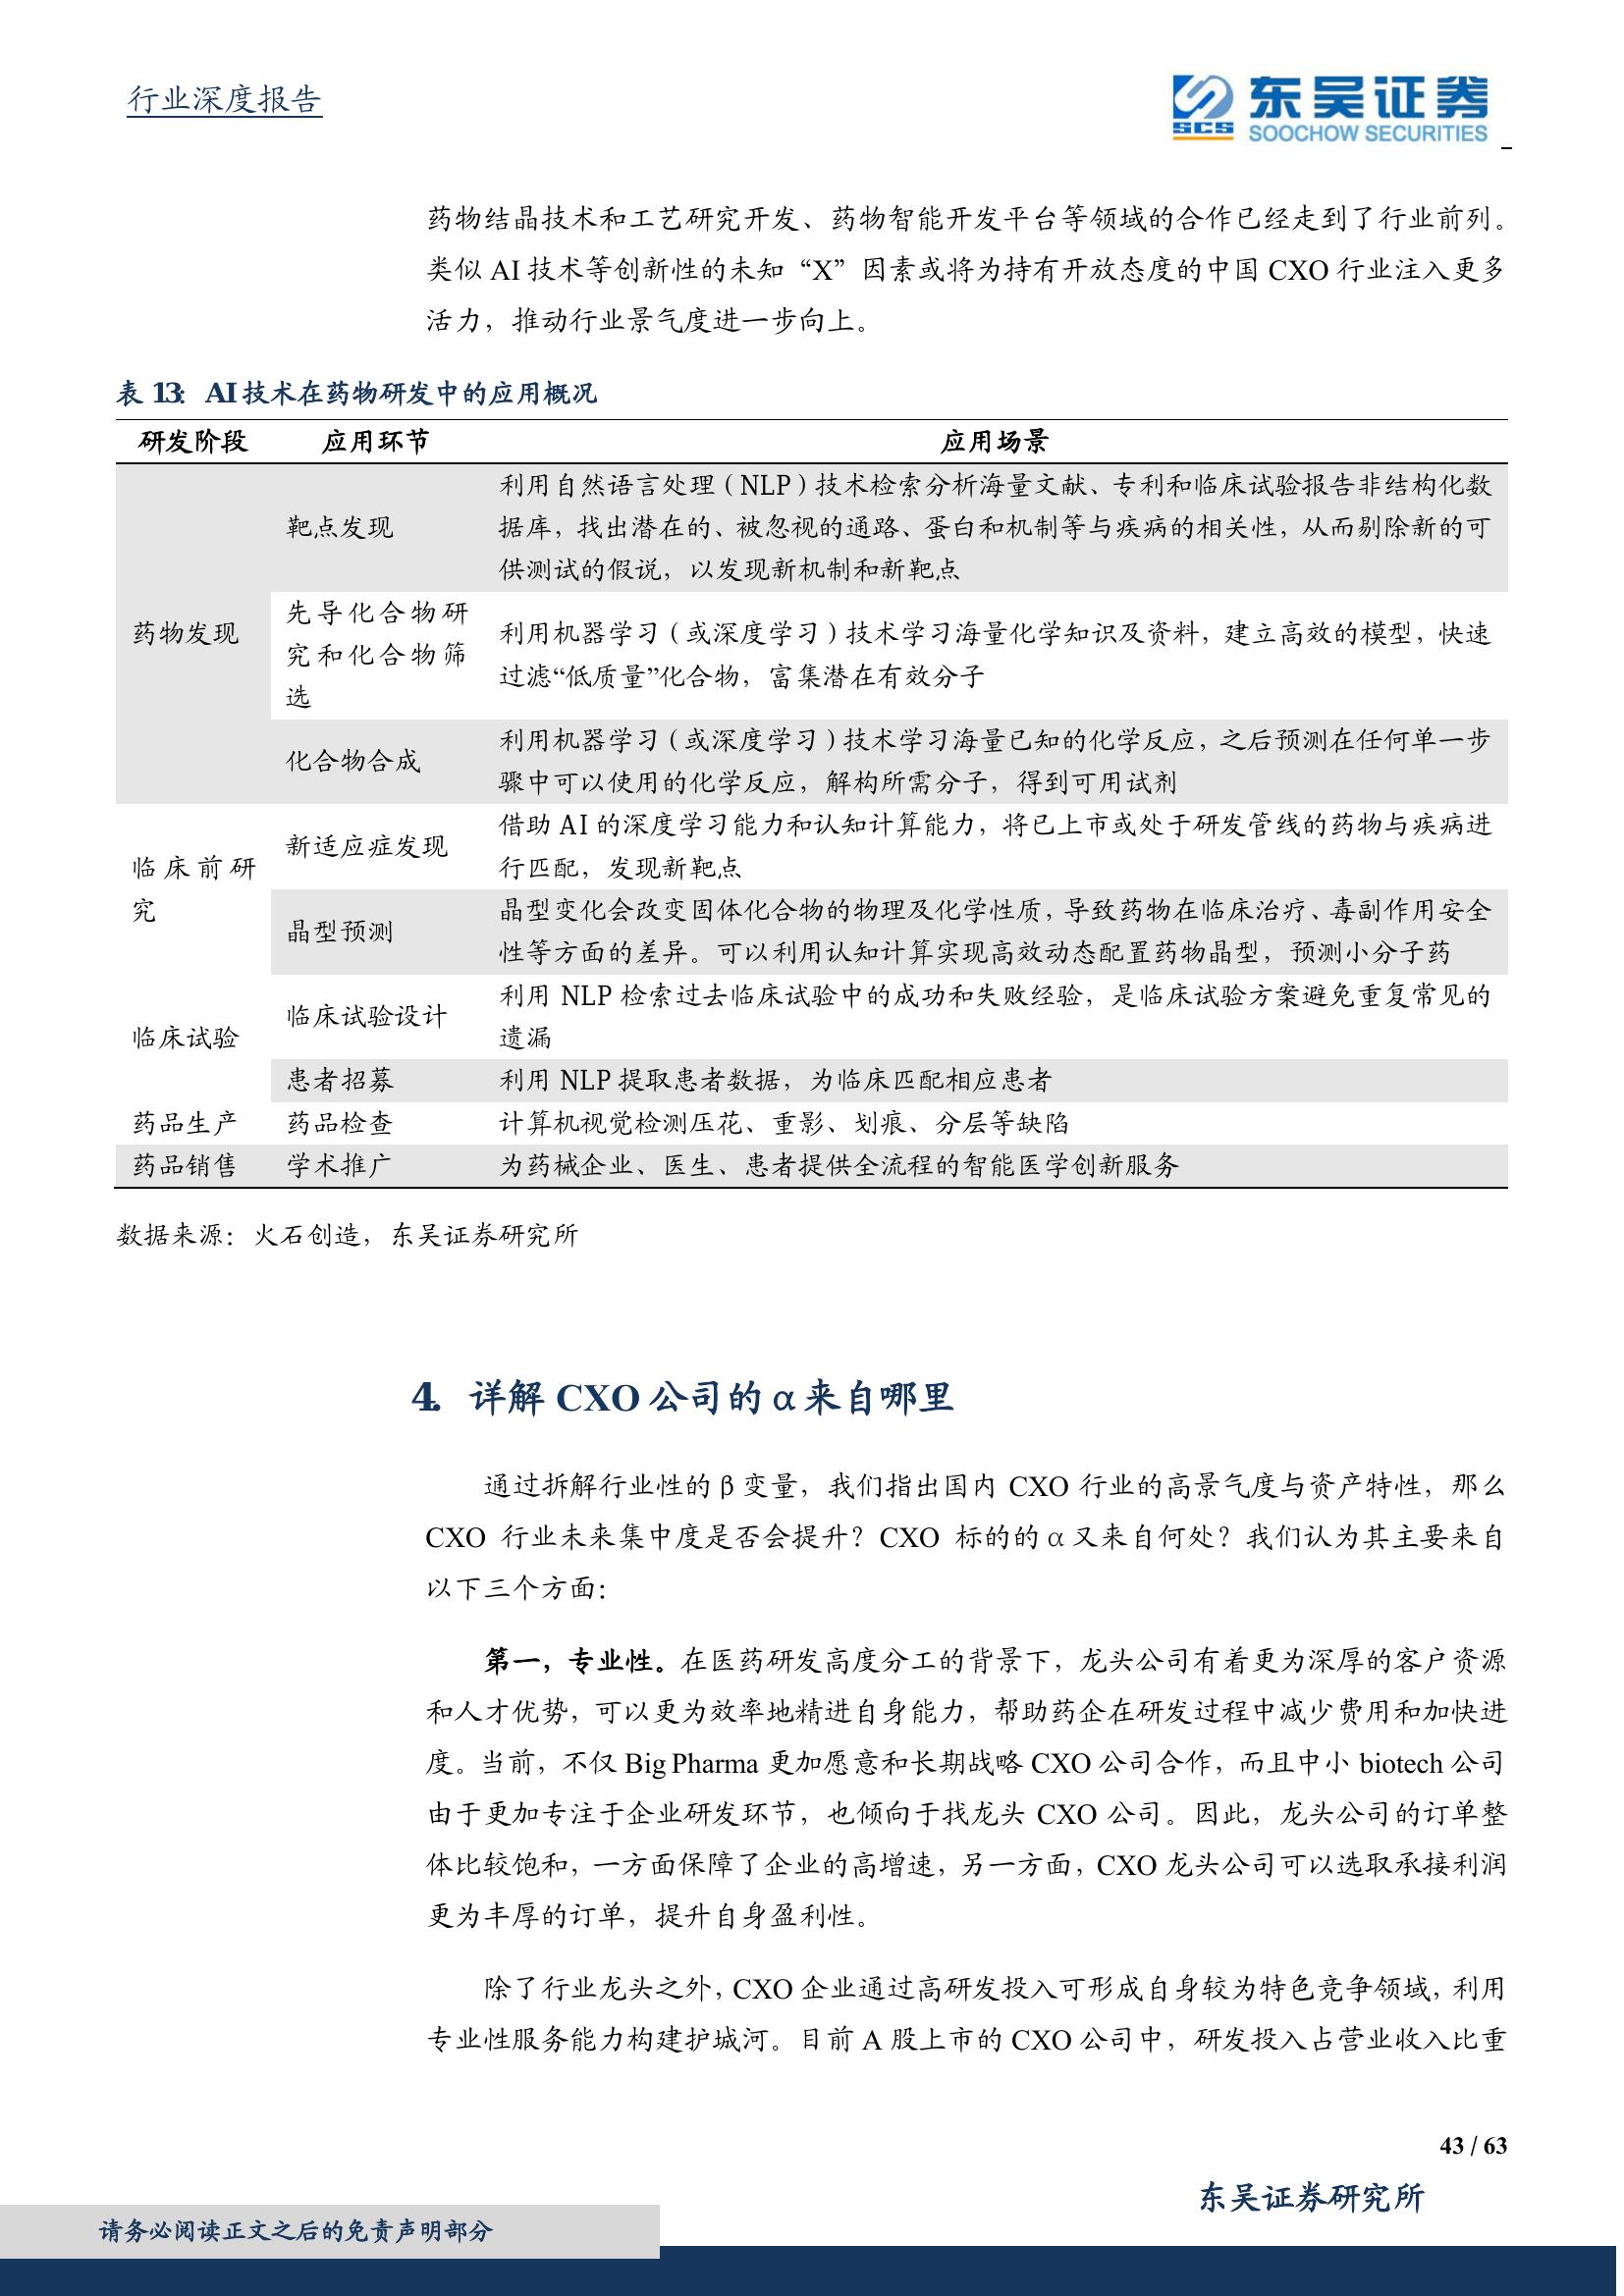 行业深度报告
东吴证券
SCS
SOOCHOW SECURITIES
药物结晶技术和工艺研究开发、药物智能开发平台等领域的合作已经走到了行业前列。
类似 AI 技术等创新性的未知“X”因素或将为持有开放态度的中国 CXO 行业注入更多
活力，推动行业景气度进一步向上。
表 13：AI 技术在药物研发中的应用概况
研发阶段 应用环节 应用场景
药物发现
靶点发现
利用自然语言处理（NLP）技术检索分析海量文献、专利和临床试验报告非结构化数
据库，找出潜在的、被忽视的通路、蛋白和机制等与疾病的相关性，从而剔除新的可
供测试的假说，以发现新机制和新靶点
先导化合物研
究和化合物筛
选
利用机器学习（或深度学习）技术学习海量化学知识及资料，建立高效的模型，快速
过滤“低质量”化合物，富集潜在有效分子
化合物合成
利用机器学习（或深度学习）技术学习海量已知的化学反应，之后预测在任何单一步
骤中可以使用的化学反应，解构所需分子，得到可用试剂
临床前研
究
新适应症发现
借助 AI 的深度学习能力和认知计算能力，将已上市或处于研发管线的药物与疾病进
行匹配，发现新靶点
晶型预测
晶型变化会改变固体化合物的物理及化学性质，导致药物在临床治疗、毒副作用安全
性等方面的差异。可以利用认知计算实现高效动态配置药物晶型，预测小分子药
临床试验
临床试验设计
利用 NLP 检索过去临床试验中的成功和失败经验，是临床试验方案避免重复常见的
遗漏
患者招募 利用 NLP 提取患者数据，为临床匹配相应患者
药品生产 药品检查 计算机视觉检测压花、重影、划痕、分层等缺陷
药品销售 学术推广 为药械企业、医生、患者提供全流程的智能医学创新服务
数据来源：火石创造，东吴证券研究所
4. 详解 CXO 公司的 α 来自哪里
通过拆解行业性的 β 变量，我们指出国内 CXO 行业的高景气度与资产特性，那么
CXO 行业未来集中度是否会提升？CXO 标的的 α 又来自何处？我们认为其主要来自
以下三个方面：
第一，专业性。在医药研发高度分工的背景下，龙头公司有着更为深厚的客户资源
和人才优势，可以更为效率地精进自身能力，帮助药企在研发过程中减少费用和加快进
度。当前，不仅 Big Pharma 更加愿意和长期战略 CXO 公司合作，而且中小 biotech 公司
由于更加专注于企业研发环节，也倾向于找龙头 CXO 公司。因此，龙头公司的订单整
体比较饱和，一方面保障了企业的高增速，另一方面，CXO 龙头公司可以选取承接利润
更为丰厚的订单，提升自身盈利性。
除了行业龙头之外，CXO 企业通过高研发投入可形成自身较为特色竞争领域，利用
专业性服务能力构建护城河。目前 A 股上市的 CXO 公司中，研发投入占营业收入比重
43 / 63
东吴证券研究所
请务必阅读正文之后的免责声明部分